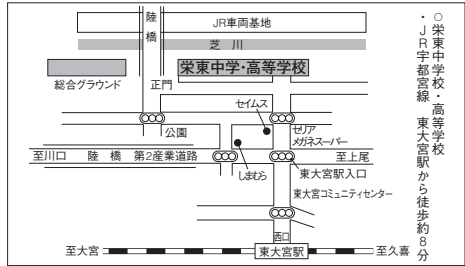 ○栄東中学校・高等学校
・JR宇都宮線　東大宮駅から徒歩約8分
陸橋
JR車両基地
芝川
総合グラウンド
正門
栄東中学・高等学校
セイムス
公園
セリア
メガネスーパー
至川口　陸橋　第2産業道路
至上尾
しまむら
東大宮駅入口
東大宮コミュニティセンター
西口
至大宮
東大宮駅
至久喜